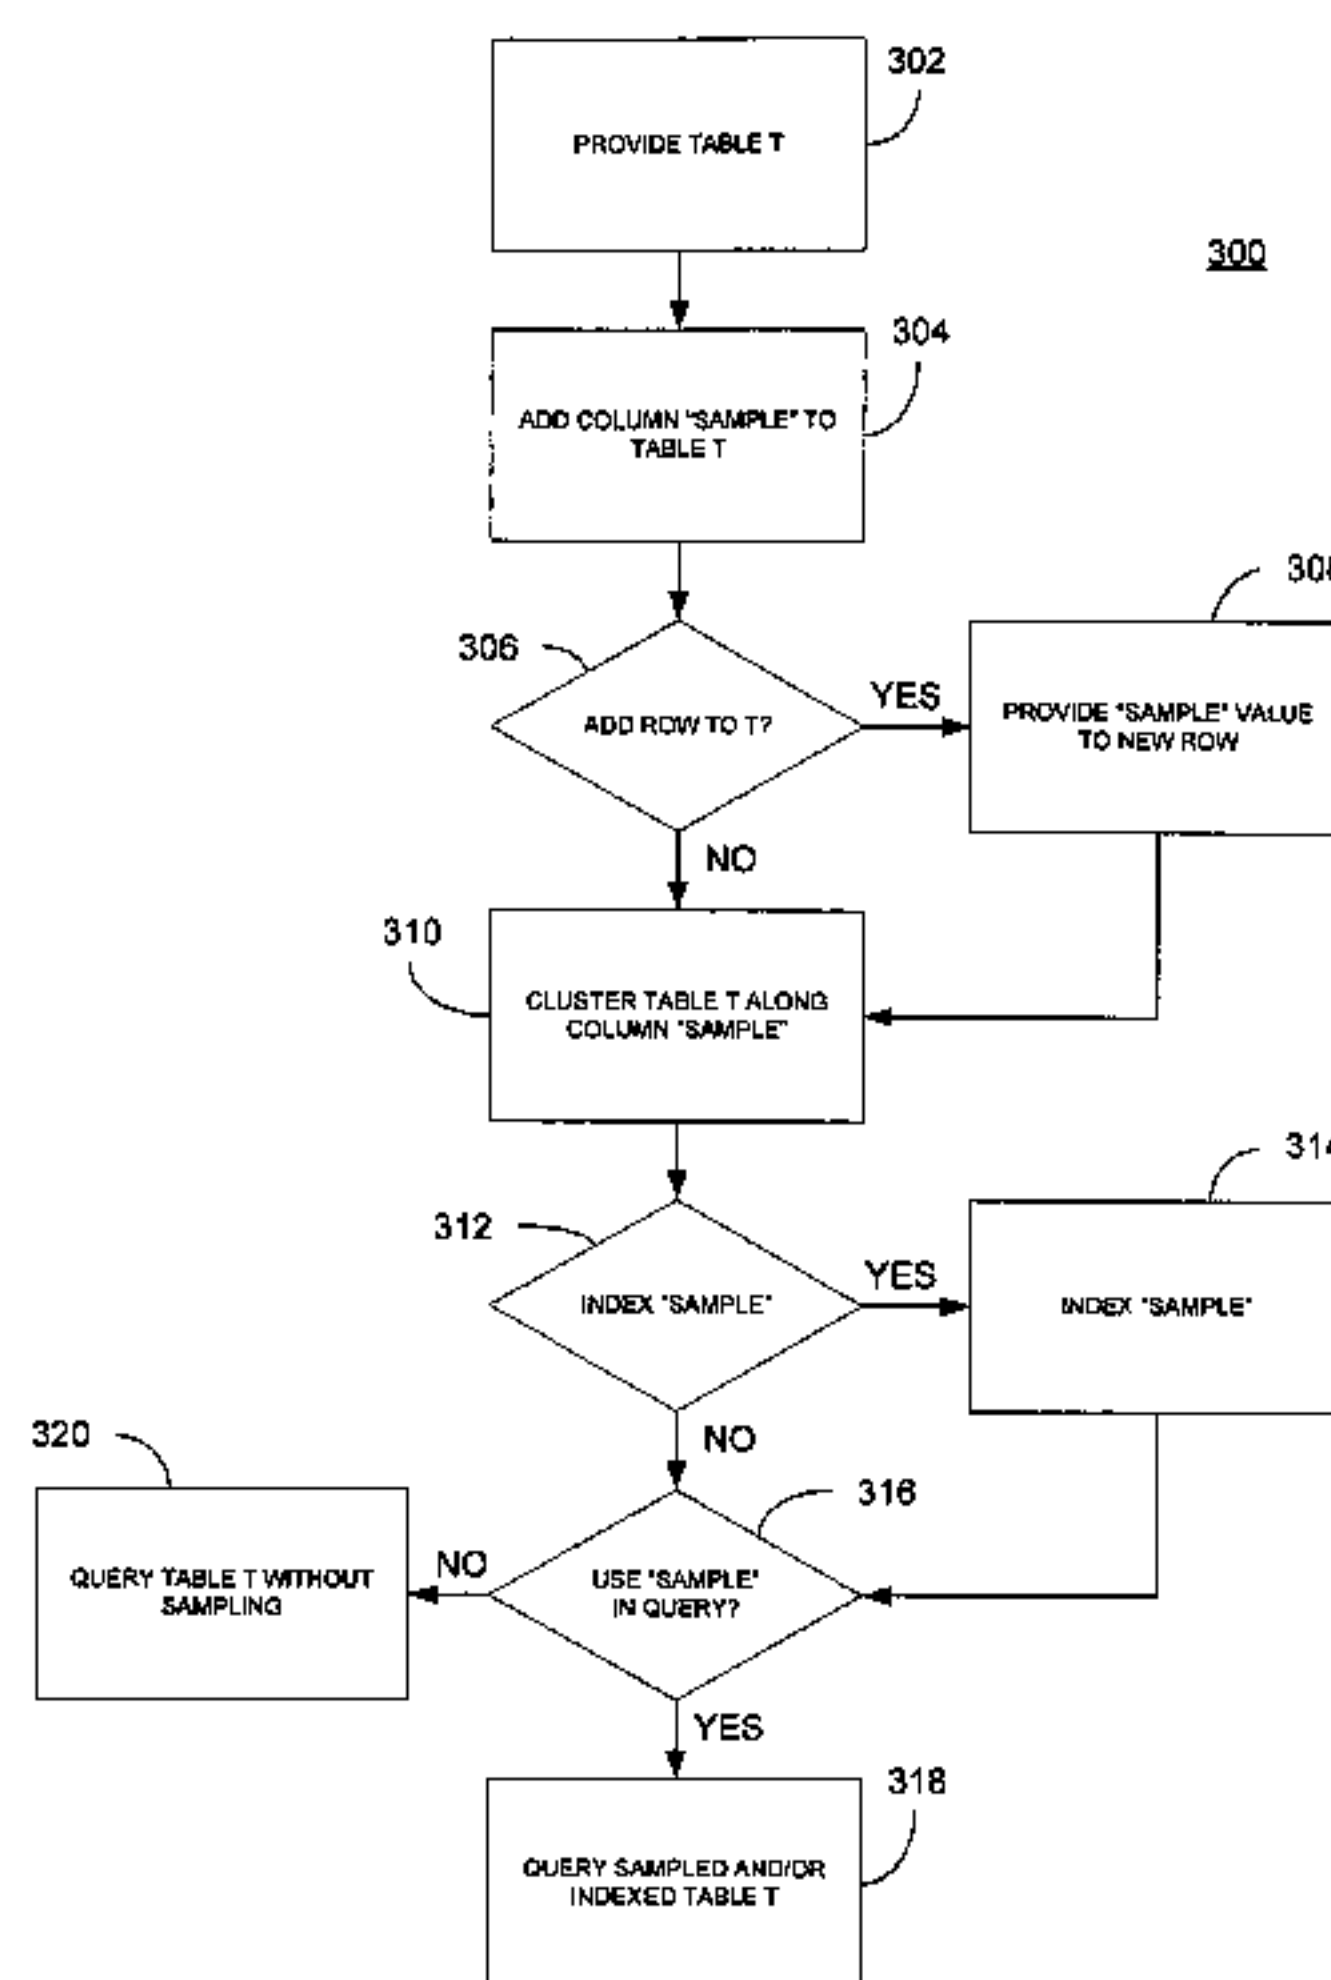 302
PROVIDE TABLE T
300
304
ADD COLUMN "SAMPLE" TO
TABLE T
306
ADD ROW TO T?
YES
PROVIDE "SAMPLE" VALUE
TO NEW ROW
NO
310
CLUSTER TABLE T ALONG
COLUMN "SAMPLE"
312
INDEX "SAMPLE"
YES
314
INDEX "SAMPLE"
NO
320
QUERY TABLE T WITHOUT
SAMPLING
NO
316
USE "SAMPLE"
IN QUERY?
YES
318
QUERY SAMPLED AND/OR
INDEXED TABLE T